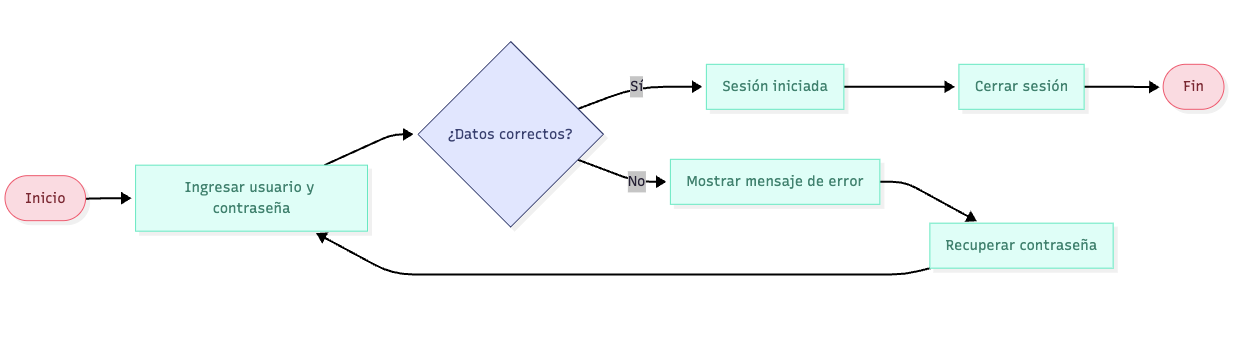 Inicio
Ingresar usuario y
contraseña
¿Datos correctos?
Sí
Sesión iniciada
Cerrar sesión
Fin
No
Mostrar mensaje de error
Recuperar contraseña